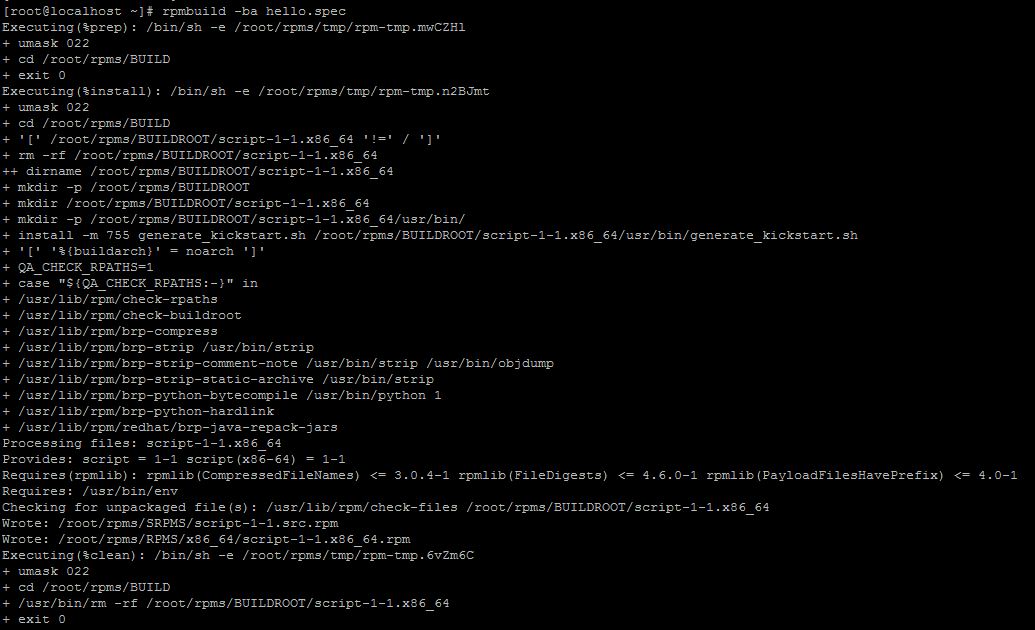 [root@localhost ~]# rpmbuild -ba hello.spec
Executing(%prep): /bin/sh -e /root/rpms/tmp/rpm-tmp.mwCZHl
+ umask 022
+ cd /root/rpms/BUILD
+ exit 0
Executing(%install): /bin/sh -e /root/rpms/tmp/rpm-tmp.n2BJmt
+ umask 022
+ cd /root/rpms/BUILD
+ '[' /root/rpms/BUILDROOT/script-1-1.x86_64 '!=' / ']'
+ rm -rf /root/rpms/BUILDROOT/script-1-1.x86_64
++ dirname /root/rpms/BUILDROOT/script-1-1.x86_64
+ mkdir -p /root/rpms/BUILDROOT
+ mkdir /root/rpms/BUILDROOT/script-1-1.x86_64
+ mkdir -p /root/rpms/BUILDROOT/script-1-1.x86_64/usr/bin/
+ install -m 755 generate_kickstart.sh /root/rpms/BUILDROOT/script-1-1.x86_64/usr/bin/generate_kickstart.sh
+ '[' '%{buildarch}' = noarch ']'
+ QA_CHECK_RPATHS=1
+ case "${QA_CHECK_RPATHS:-}" in
+ /usr/lib/rpm/check-rpaths
+ /usr/lib/rpm/check-buildroot
+ /usr/lib/rpm/brp-compress
+ /usr/lib/rpm/brp-strip /usr/bin/strip
+ /usr/lib/rpm/brp-strip-comment-note /usr/bin/strip /usr/bin/objdump
+ /usr/lib/rpm/brp-strip-static-archive /usr/bin/strip
+ /usr/lib/rpm/brp-python-bytecompile /usr/bin/python 1
+ /usr/lib/rpm/brp-python-hardlink
+ /usr/lib/rpm/redhat/brp-java-repack-jars
Processing files: script-1-1.x86_64
Provides: script = 1-1 script(x86-64) = 1-1
Requires(rpmlib): rpmlib(CompressedFileNames) <= 3.0.4-1 rpmlib(FileDigests) <= 4.6.0-1 rpmlib(PayloadFilesHavePrefix) <= 4.0-1
Requires: /usr/bin/env
Checking for unpackaged file(s): /usr/lib/rpm/check-files /root/rpms/BUILDROOT/script-1-1.x86_64
Wrote: /root/rpms/SRPMS/script-1-1.src.rpm
Wrote: /root/rpms/RPMS/x86_64/script-1-1.x86_64.rpm
Executing(%clean): /bin/sh -e /root/rpms/tmp/rpm-tmp.6vZm6C
+ umask 022
+ cd /root/rpms/BUILD
+ /usr/bin/rm -rf /root/rpms/BUILDROOT/script-1-1.x86_64
+ exit 0